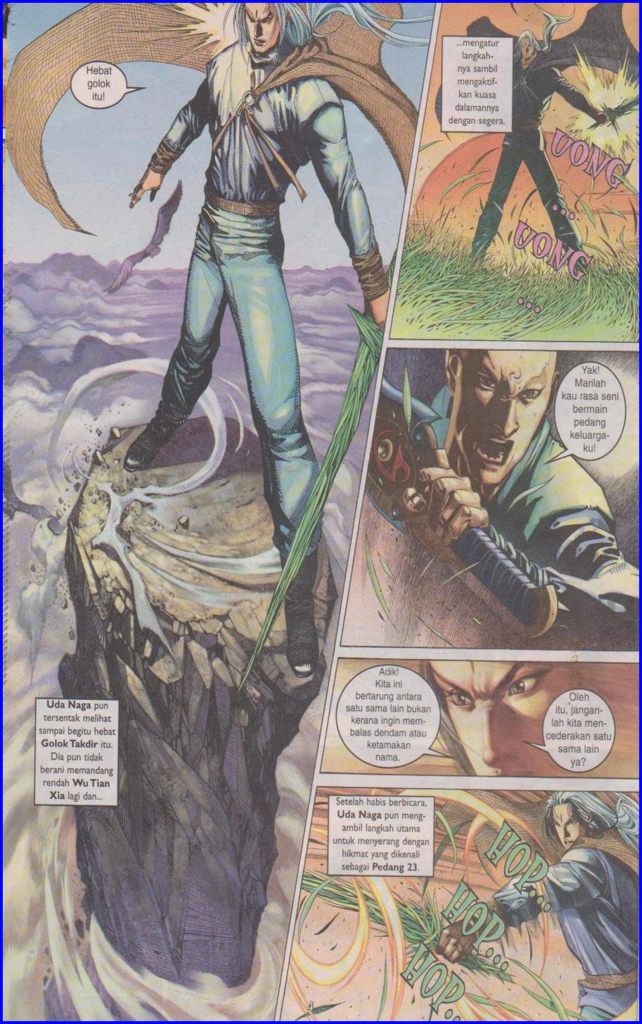 Hebat
golok
itu!
Uda Naga pun
tersentak melihat
sampai begitu hebat
Golok Takdir itu.
Dia pun tidak
berani memandang
rendah Wu Tian
Xia lagi dan...
...mengatur
langkah-
nya sambil
mengaktif-
kan kuasa
dalamannya
dengan segera.
UONG
...
UONG
...
Yak!
Marilah
kau rasa seni
bermain
pedang
keluarga-
ku!
Adik!
Kita ini
bertarung antara
satu sama lain bukan
kerana ingin mem-
balas dendam atau
ketamakan
nama.
Oleh
itu, jangan-
lah kita men-
cederakan satu
sama lain
ya?
Setelah habis berbicara,
Uda Naga pun meng-
ambil langkah utama
untuk menyerang dengan
hikmat yang dikenali
sebagai Pedang 23.
HOP...
HOP...
HOP...
4